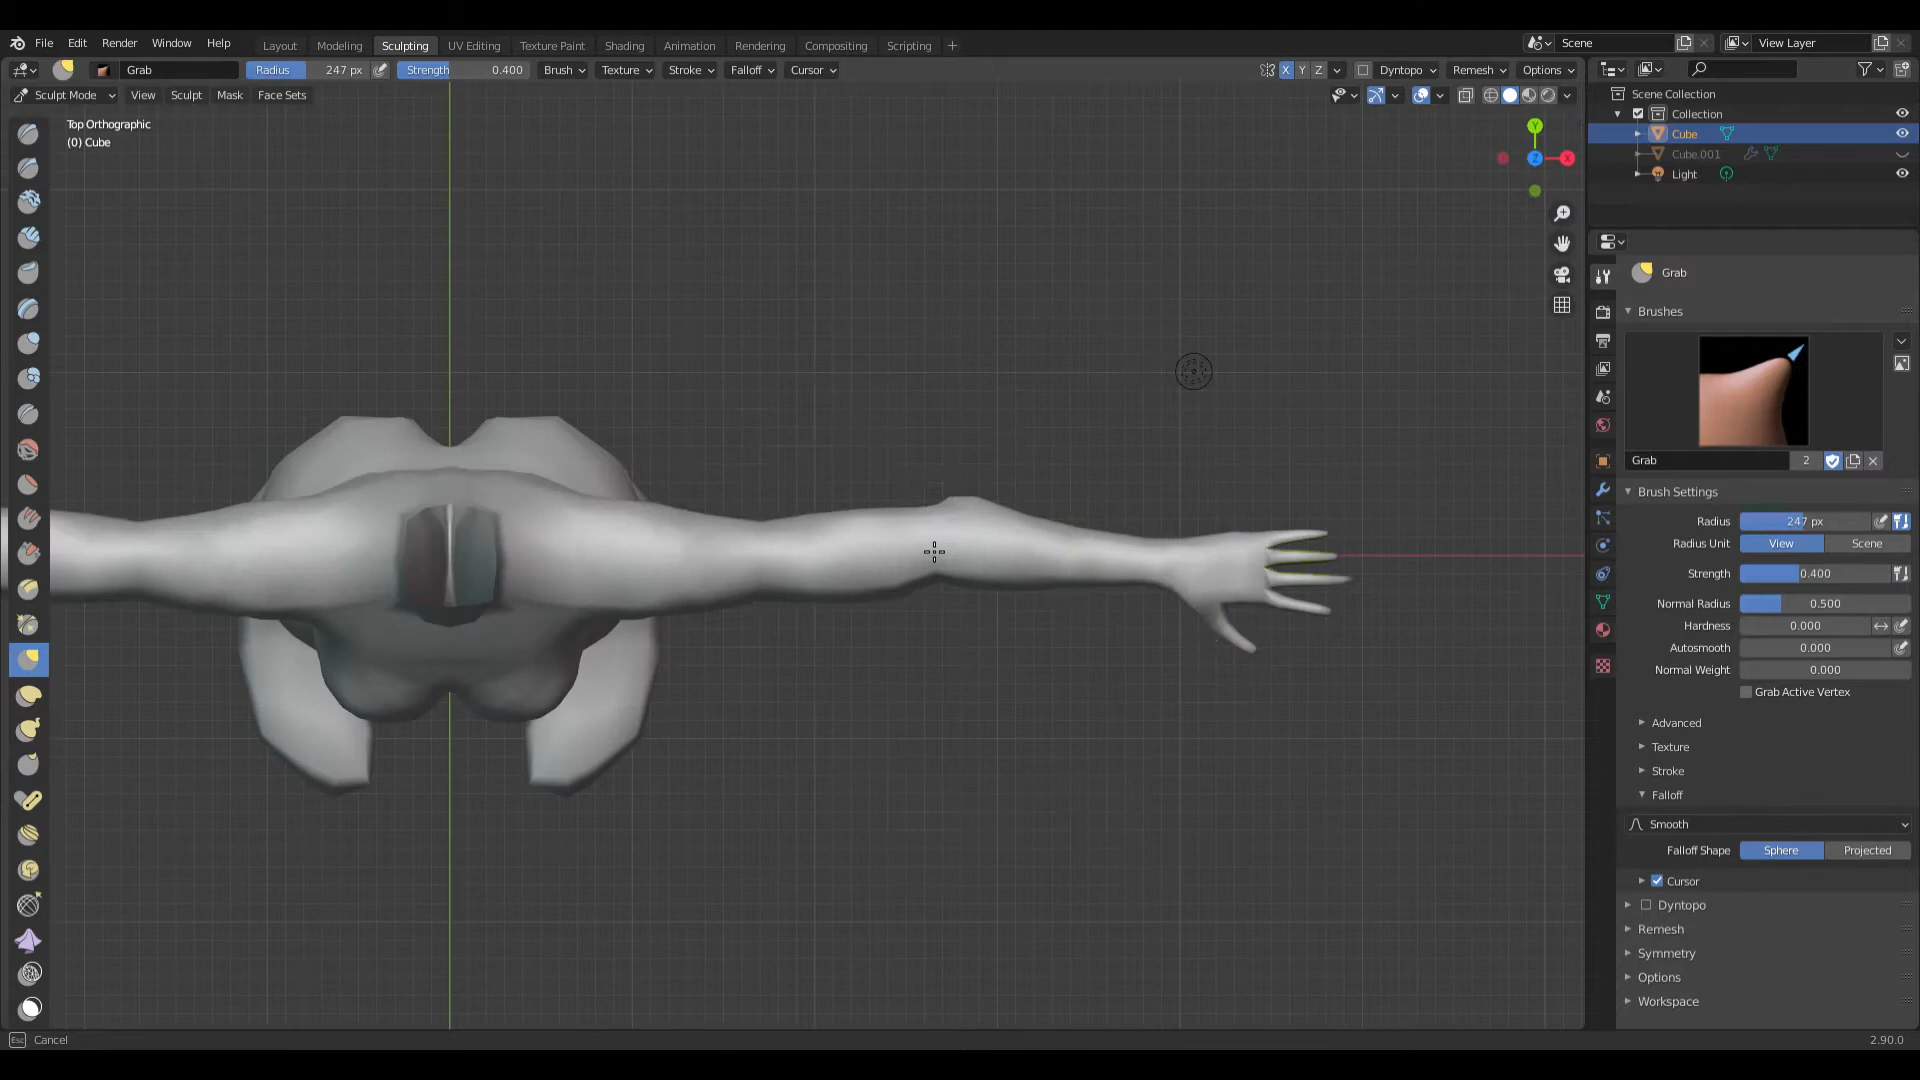 File Edit Render Window Help Layout Modeling Sculpting UV Editing Texture Paint Shading Animation Rendering Compositing Scripting + Scene View Layer
Grab Radius 247 px Strength 0.400 Brush Texture Stroke Falloff Cursor X Y Z Dyntopo Remesh Options
Sculpt Mode View Sculpt Mask Face Sets
Top Orthographic
(0) Cube
Y
Z
X
Scene Collection
Collection
Cube
Cube.001
Light
Grab
Brushes
Grab 2
Brush Settings
Radius 247 px
Radius Unit View Scene
Strength 0.400
Normal Radius 0.500
Hardness 0.000
Autosmooth 0.000
Normal Weight 0.000
Grab Active Vertex
Advanced
Texture
Stroke
Falloff
Smooth
Falloff Shape Sphere Projected
Cursor
Dyntopo
Remesh
Symmetry
Options
Workspace
Esc Cancel 2.90.0